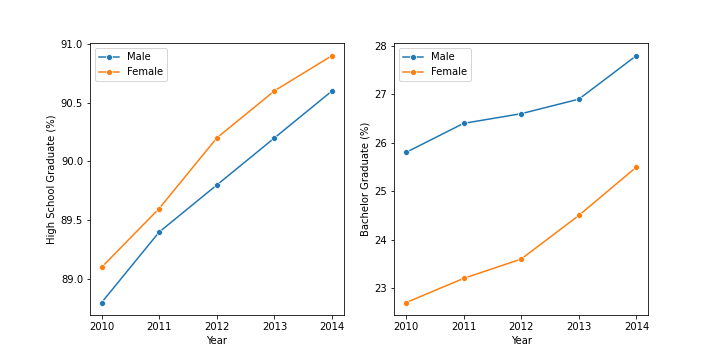 High School Graduate (%)
91.0
90.5
90.0
89.5
89.0
Male
Female
2010 2011 2012 2013 2014
Year
Bachelor Graduate (%)
28
27
26
25
24
23
Male
Female
2010 2011 2012 2013 2014
Year